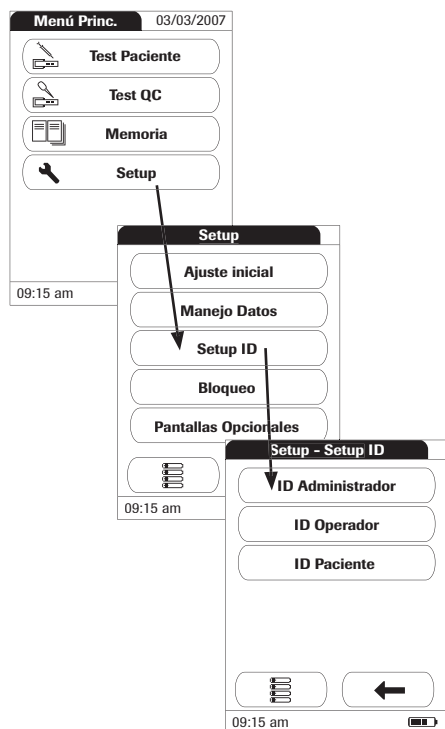 Menú Princ. 03/03/2007
Test Paciente
Test QC
Memoria
Setup
09:15 am
Setup
Ajuste inicial
Manejo Datos
Setup ID
Bloqueo
Pantallas Opcionales
09:15 am
Setup - Setup ID
ID Administrador
ID Operador
ID Paciente
09:15 am